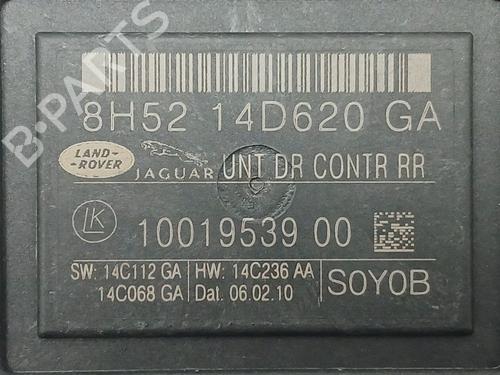 8H52 14D620 GA
LAND-
ROVER
JAGUAR
UNT DR CONTR RR
LK
10019539 00
SW: 14C112 GA
14C068 GA
HW: 14C236 AA
Dat. 06.02.10
SOYOB
B-PARTS